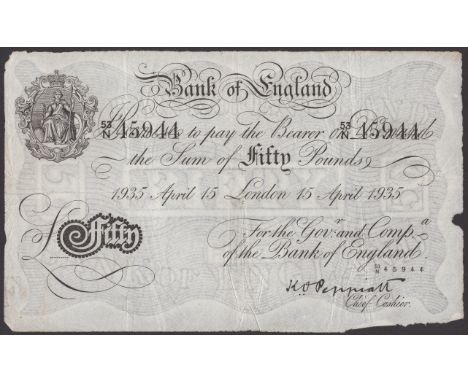 Bank of England
53/N 45944 53/N 45944
Promise to pay the Bearer on Demand
the Sum of Fifty Pounds
1935 April 15 London 15 April 1935
For the Govr. and Compa.
£ Fifty of the Bank of England.
53/N 45944
K.O. Peppiatt
Chief Cashier.